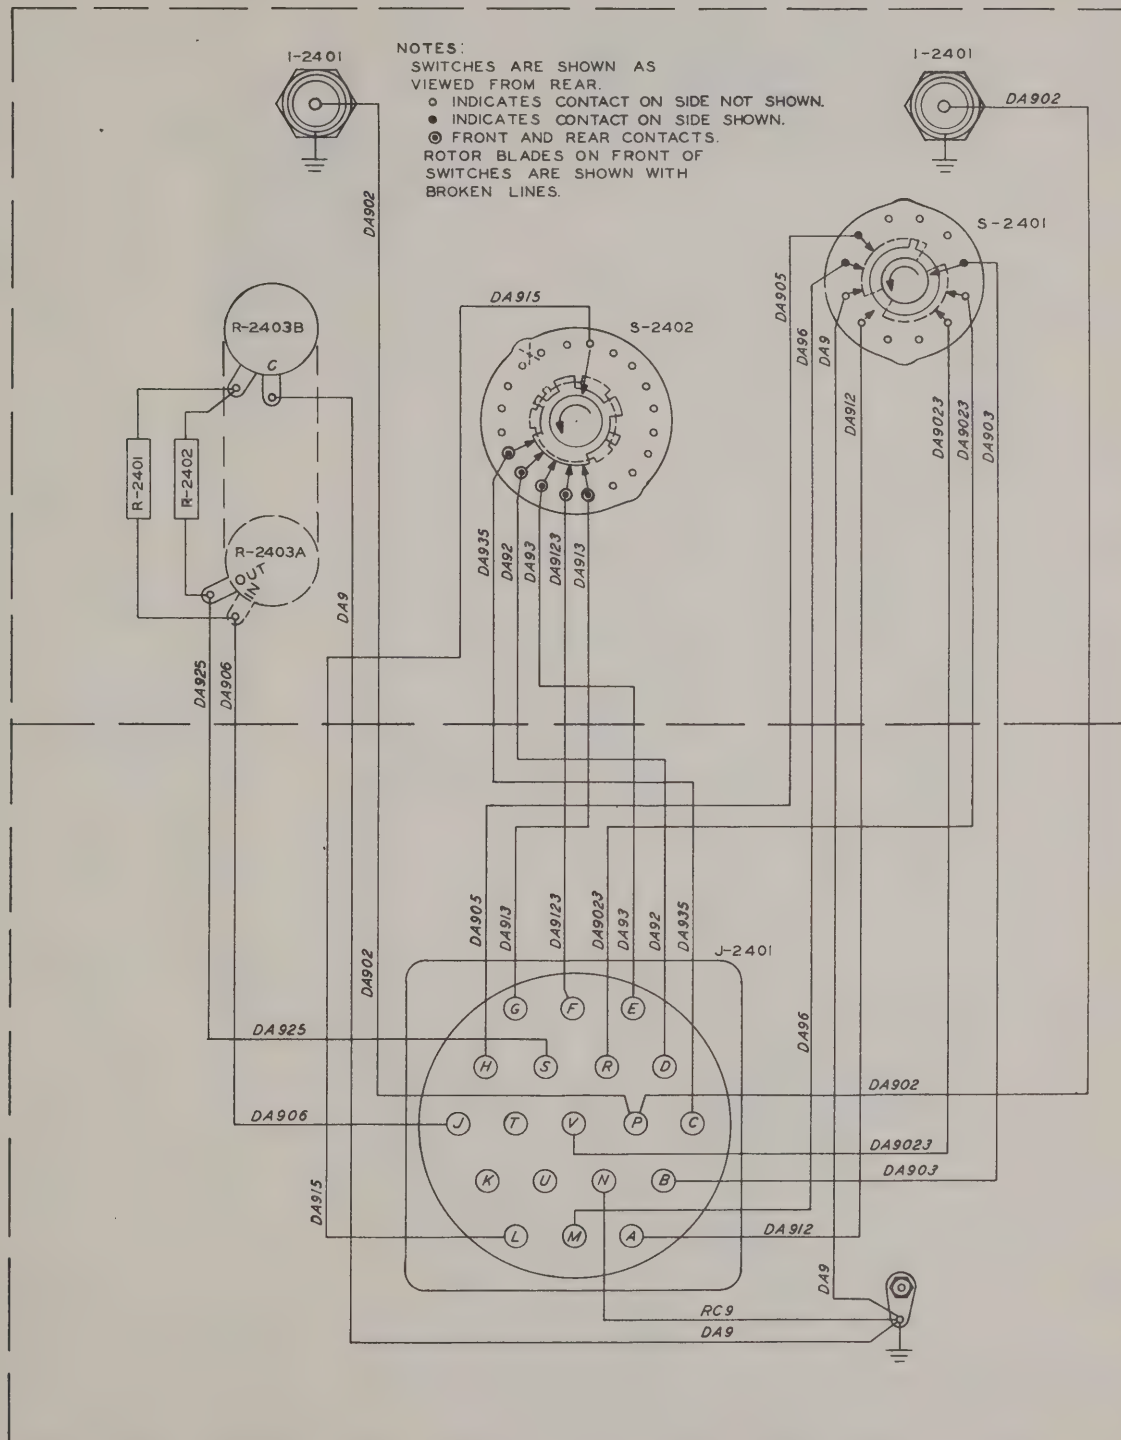 I-2401
NOTES:
SWITCHES ARE SHOWN AS
VIEWED FROM REAR.
o INDICATES CONTACT ON SIDE NOT SHOWN.
● INDICATES CONTACT ON SIDE SHOWN.
◉ FRONT AND REAR CONTACTS.
ROTOR BLADES ON FRONT OF
SWITCHES ARE SHOWN WITH
BROKEN LINES.
I-2401
DA902
DA902
S-2401
DA905
DA96
DA9
DA912
DA9023
DA9023
DA903
DA915
S-2402
R-2403B
C
R-2401
R-2402
R-2403A
OUT
IN
DA935
DA92
DA93
DA9123
DA913
DA9
DA925
DA906
DA905
DA913
DA9123
DA9023
DA93
DA92
DA935
J-2401
DA902
DA96
G
F
E
DA925
H
S
R
D
DA902
DA906
J
T
V
P
C
DA9023
DA903
K
U
N
B
DA915
L
M
A
DA912
DA9
RC9
DA9